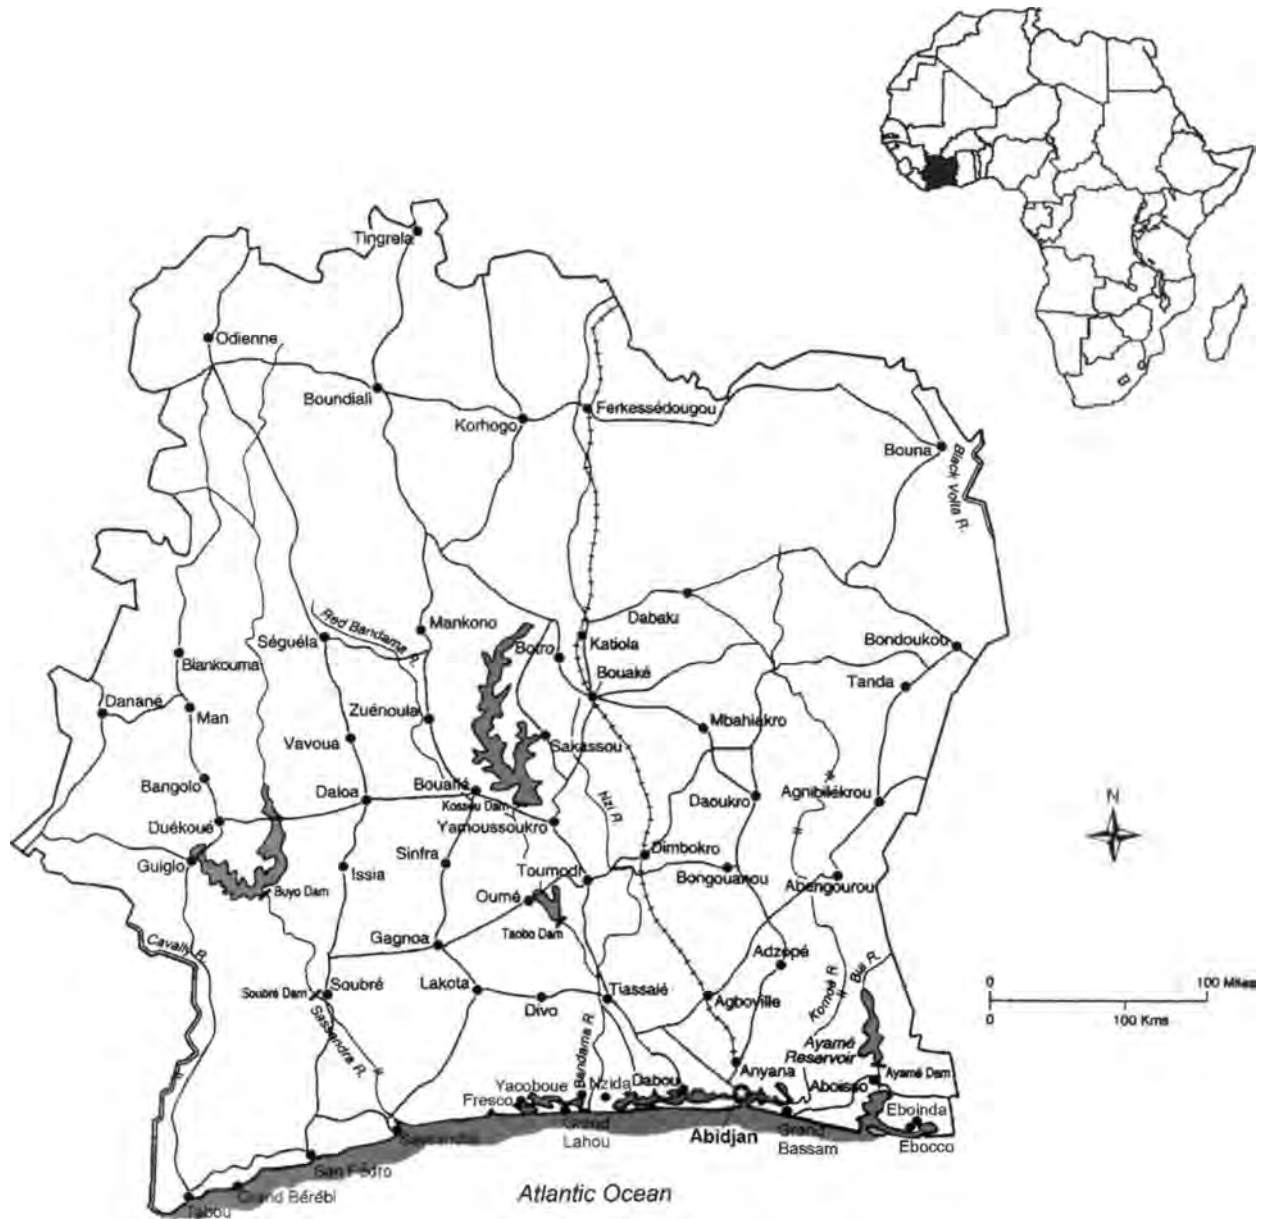 Tingrela
Odienne
Boundiali
Korhogo
Ferkessédougou
Bouna
Black Volta R.
Red Bandama R.
Mankono
Séguéla
Dabaku
Katiola
Bondoukou
Biankouma
Botro
Bouaké
Tanda
Danané
Man
Zuénoula
Mbahiakro
Vavoua
Sakassou
Bangolo
Daloa
Bouaflé
Kossou Dam
Nzi R.
Daoukro
Agnibilékrou
N
Duékoué
Yamoussoukro
Guiglo
Issia
Sinfra
Toumodi
Dimbokro
Bongouanou
Abengourou
Buyo Dam
Oumé
Taobo Dam
Cavally R.
Gagnoa
Adzopé
Bia R.
Komoé R.
0 100 Miles
0 100 Kms
Soubré Dam
Soubré
Lakota
Divo
Tiassalé
Agboville
Sassandra R.
Bandama R.
Ayamé
Reservoir
Ayamé Dam
Anyana
Aboisso
Yacoboue
Nzida
Dabou
Fresco
Grand
Lahou
Abidjan
Grand
Bassam
Eboinda
Ebocco
Sassandra
San Pédro
Grand Bérébi
Tabou
Atlantic Ocean